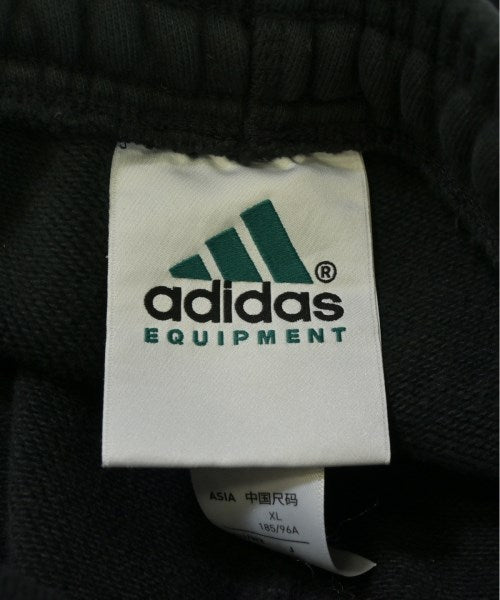 ®
adidas
EQUIPMENT
ASIA 中国尺码
XL
185/96A
J